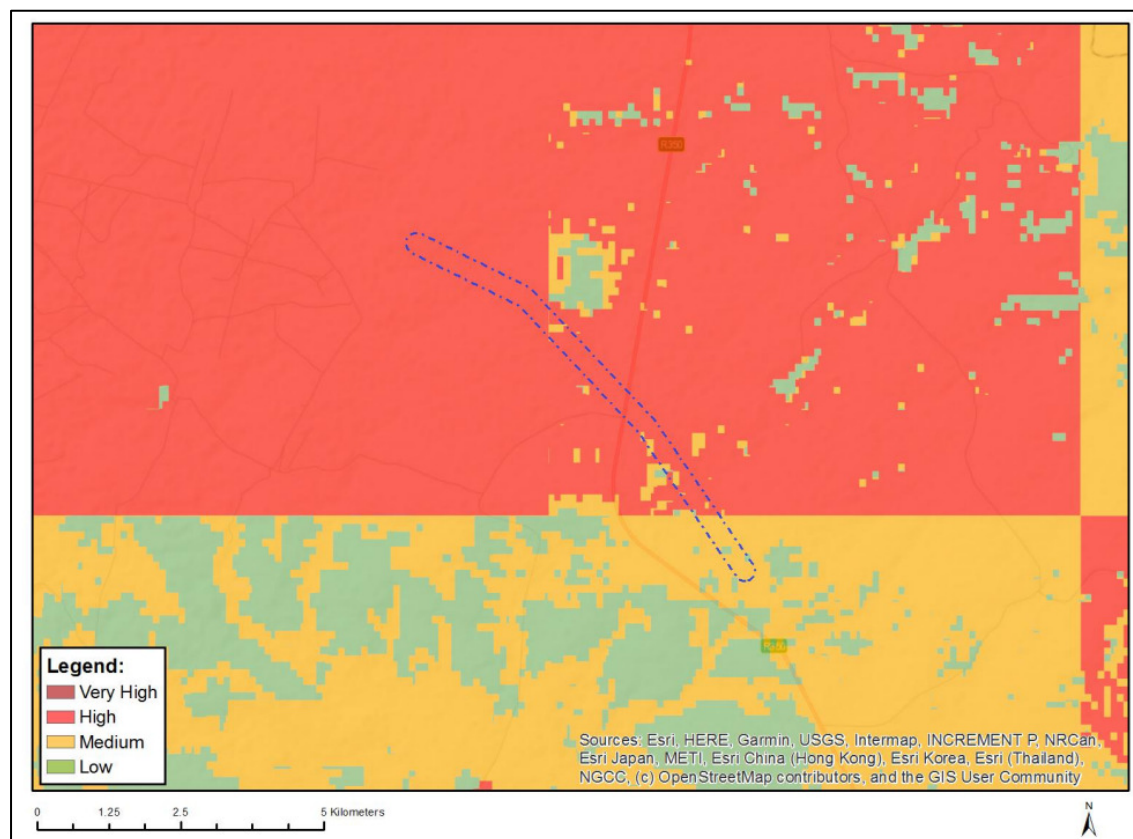 R350
Legend:
Very High
High
Medium
Low
Sources: Esri, HERE, Garmin, USGS, Intermap, INCREMENT P, NRCan,
Esri Japan, METI, Esri China (Hong Kong), Esri Korea, Esri (Thailand),
NGCC, (c) OpenStreetMap contributors, and the GIS User Community
0 1.25 2.5 5 Kilometers
N